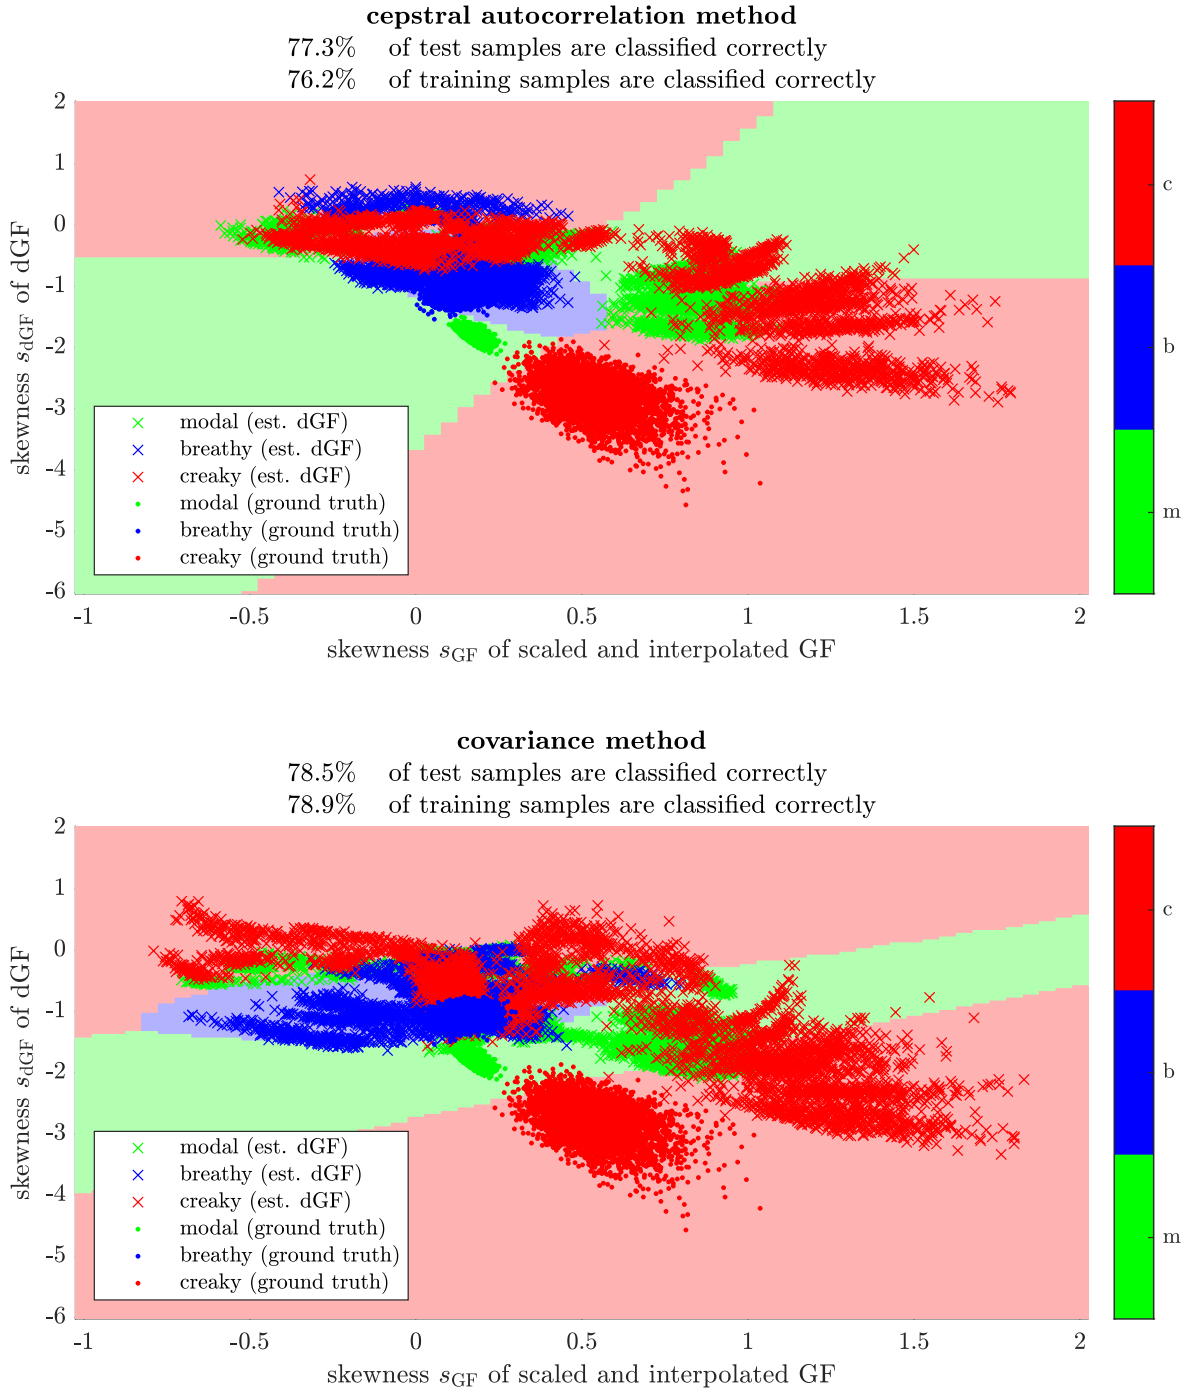 cepstral autocorrelation method
77.3% of test samples are classified correctly
76.2% of training samples are classified correctly
2
1
0
-1
-2
-3
-4
-5
-6
skewness sdGF of dGF
modal (est. dGF)
breathy (est. dGF)
creaky (est. dGF)
modal (ground truth)
breathy (ground truth)
creaky (ground truth)
c
b
m
-1 -0.5 0 0.5 1 1.5 2
skewness sGF of scaled and interpolated GF
covariance method
78.5% of test samples are classified correctly
78.9% of training samples are classified correctly
2
1
0
-1
-2
-3
-4
-5
-6
skewness sdGF of dGF
modal (est. dGF)
breathy (est. dGF)
creaky (est. dGF)
modal (ground truth)
breathy (ground truth)
creaky (ground truth)
c
b
m
-1 -0.5 0 0.5 1 1.5 2
skewness sGF of scaled and interpolated GF